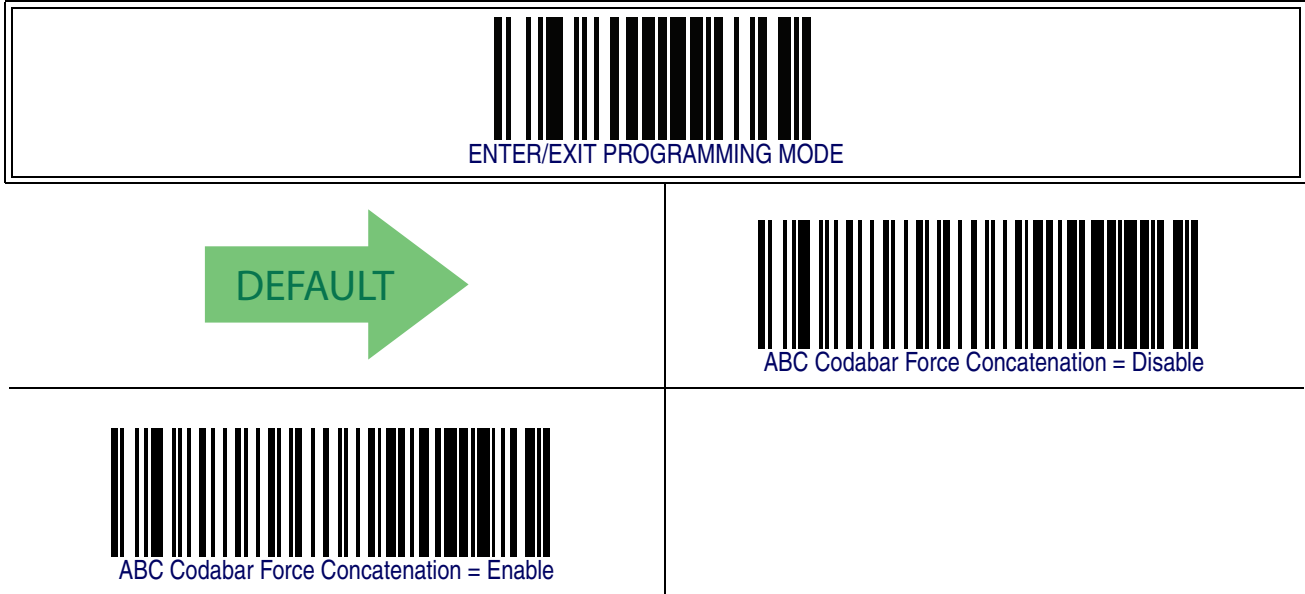 ENTER/EXIT PROGRAMMING MODE
DEFAULT
ABC Codabar Force Concatenation = Disable
ABC Codabar Force Concatenation = Enable